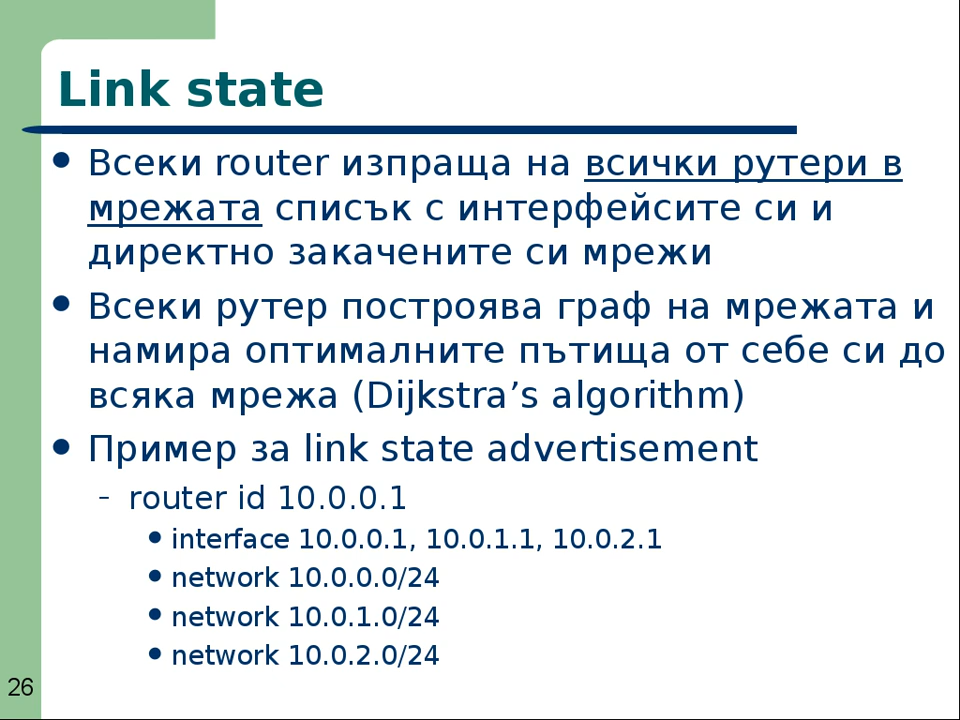 Link state
Всеки router изпраща на всички рутери в
мрежата списък с интерфейсите си и
директно закачените си мрежи
Всеки рутер построява граф на мрежата и
намира оптималните пътища от себе си до
всяка мрежа (Dijkstra’s algorithm)
Пример за link state advertisement
router id 10.0.0.1
interface 10.0.0.1, 10.0.1.1, 10.0.2.1
network 10.0.0.0/24
network 10.0.1.0/24
network 10.0.2.0/24
26